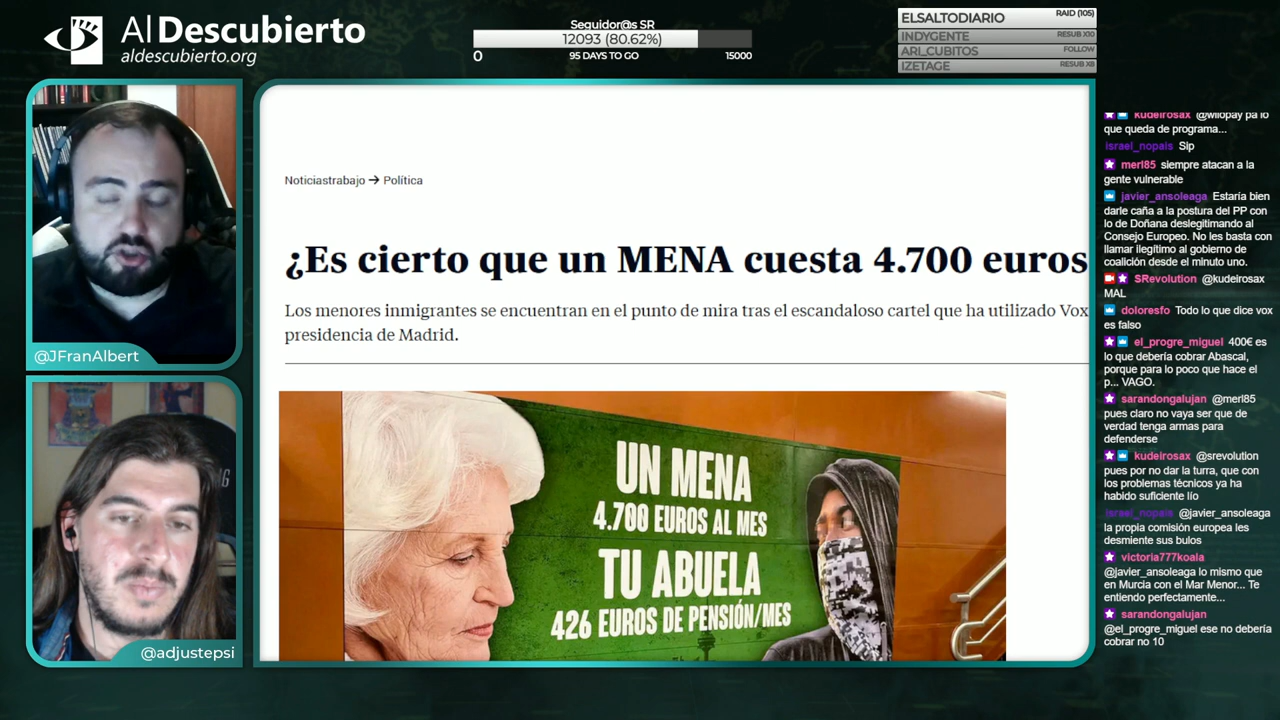 Al Descubierto
aldescubierto.org
Seguidor@s SR
12093 (80.62%)
0
95 DAYS TO GO
15000
ELSALTODIARIO
RAID (105)
INDYGENTE
RESUB X10
ARI_CUBITOS
FOLLOW
IZETAGE
RESUB X8
@JFranAlbert
@adjustepsi
Noticiastrabajo → Política
¿Es cierto que un MENA cuesta 4.700 euros
Los menores inmigrantes se encuentran en el punto de mira tras el escandaloso cartel que ha utilizado Vox
presidencia de Madrid.
UN MENA
4.700 EUROS AL MES
TU ABUELA
426 EUROS DE PENSIÓN/MES
kudeirosax @wilopay pa lo
que queda de programa...
israel_nopais Sip
merl85 siempre atacan a la
gente vulnerable
javier_ansoleaga Estaría bien
darle caña a la postura del PP con
lo de Doñana deslegitimando al
Consejo Europeo. No les basta con
llamar ilegítimo al gobierno de
coalición desde el minuto uno.
SRevolution @kudeirosax
MAL
doloresfo Todo lo que dice vox
es falso
el_progre_miguel 400€ es
lo que debería cobrar Abascal,
porque para lo poco que hace el
p... VAGO.
sarandongalujan @merl85
pues claro no vaya ser que de
verdad tenga armas para
defenderse
kudeirosax @srevolution
pues por no dar la turra, que con
los problemas técnicos ya ha
habido suficiente lío
israel_nopais @javier_ansoleaga
la propia comisión europea les
desmiente sus bulos
victoria777koala
@javier_ansoleaga lo mismo que
en Murcia con el Mar Menor... Te
entiendo perfectamente...
sarandongalujan
@el_progre_miguel ese no debería
cobrar no 10